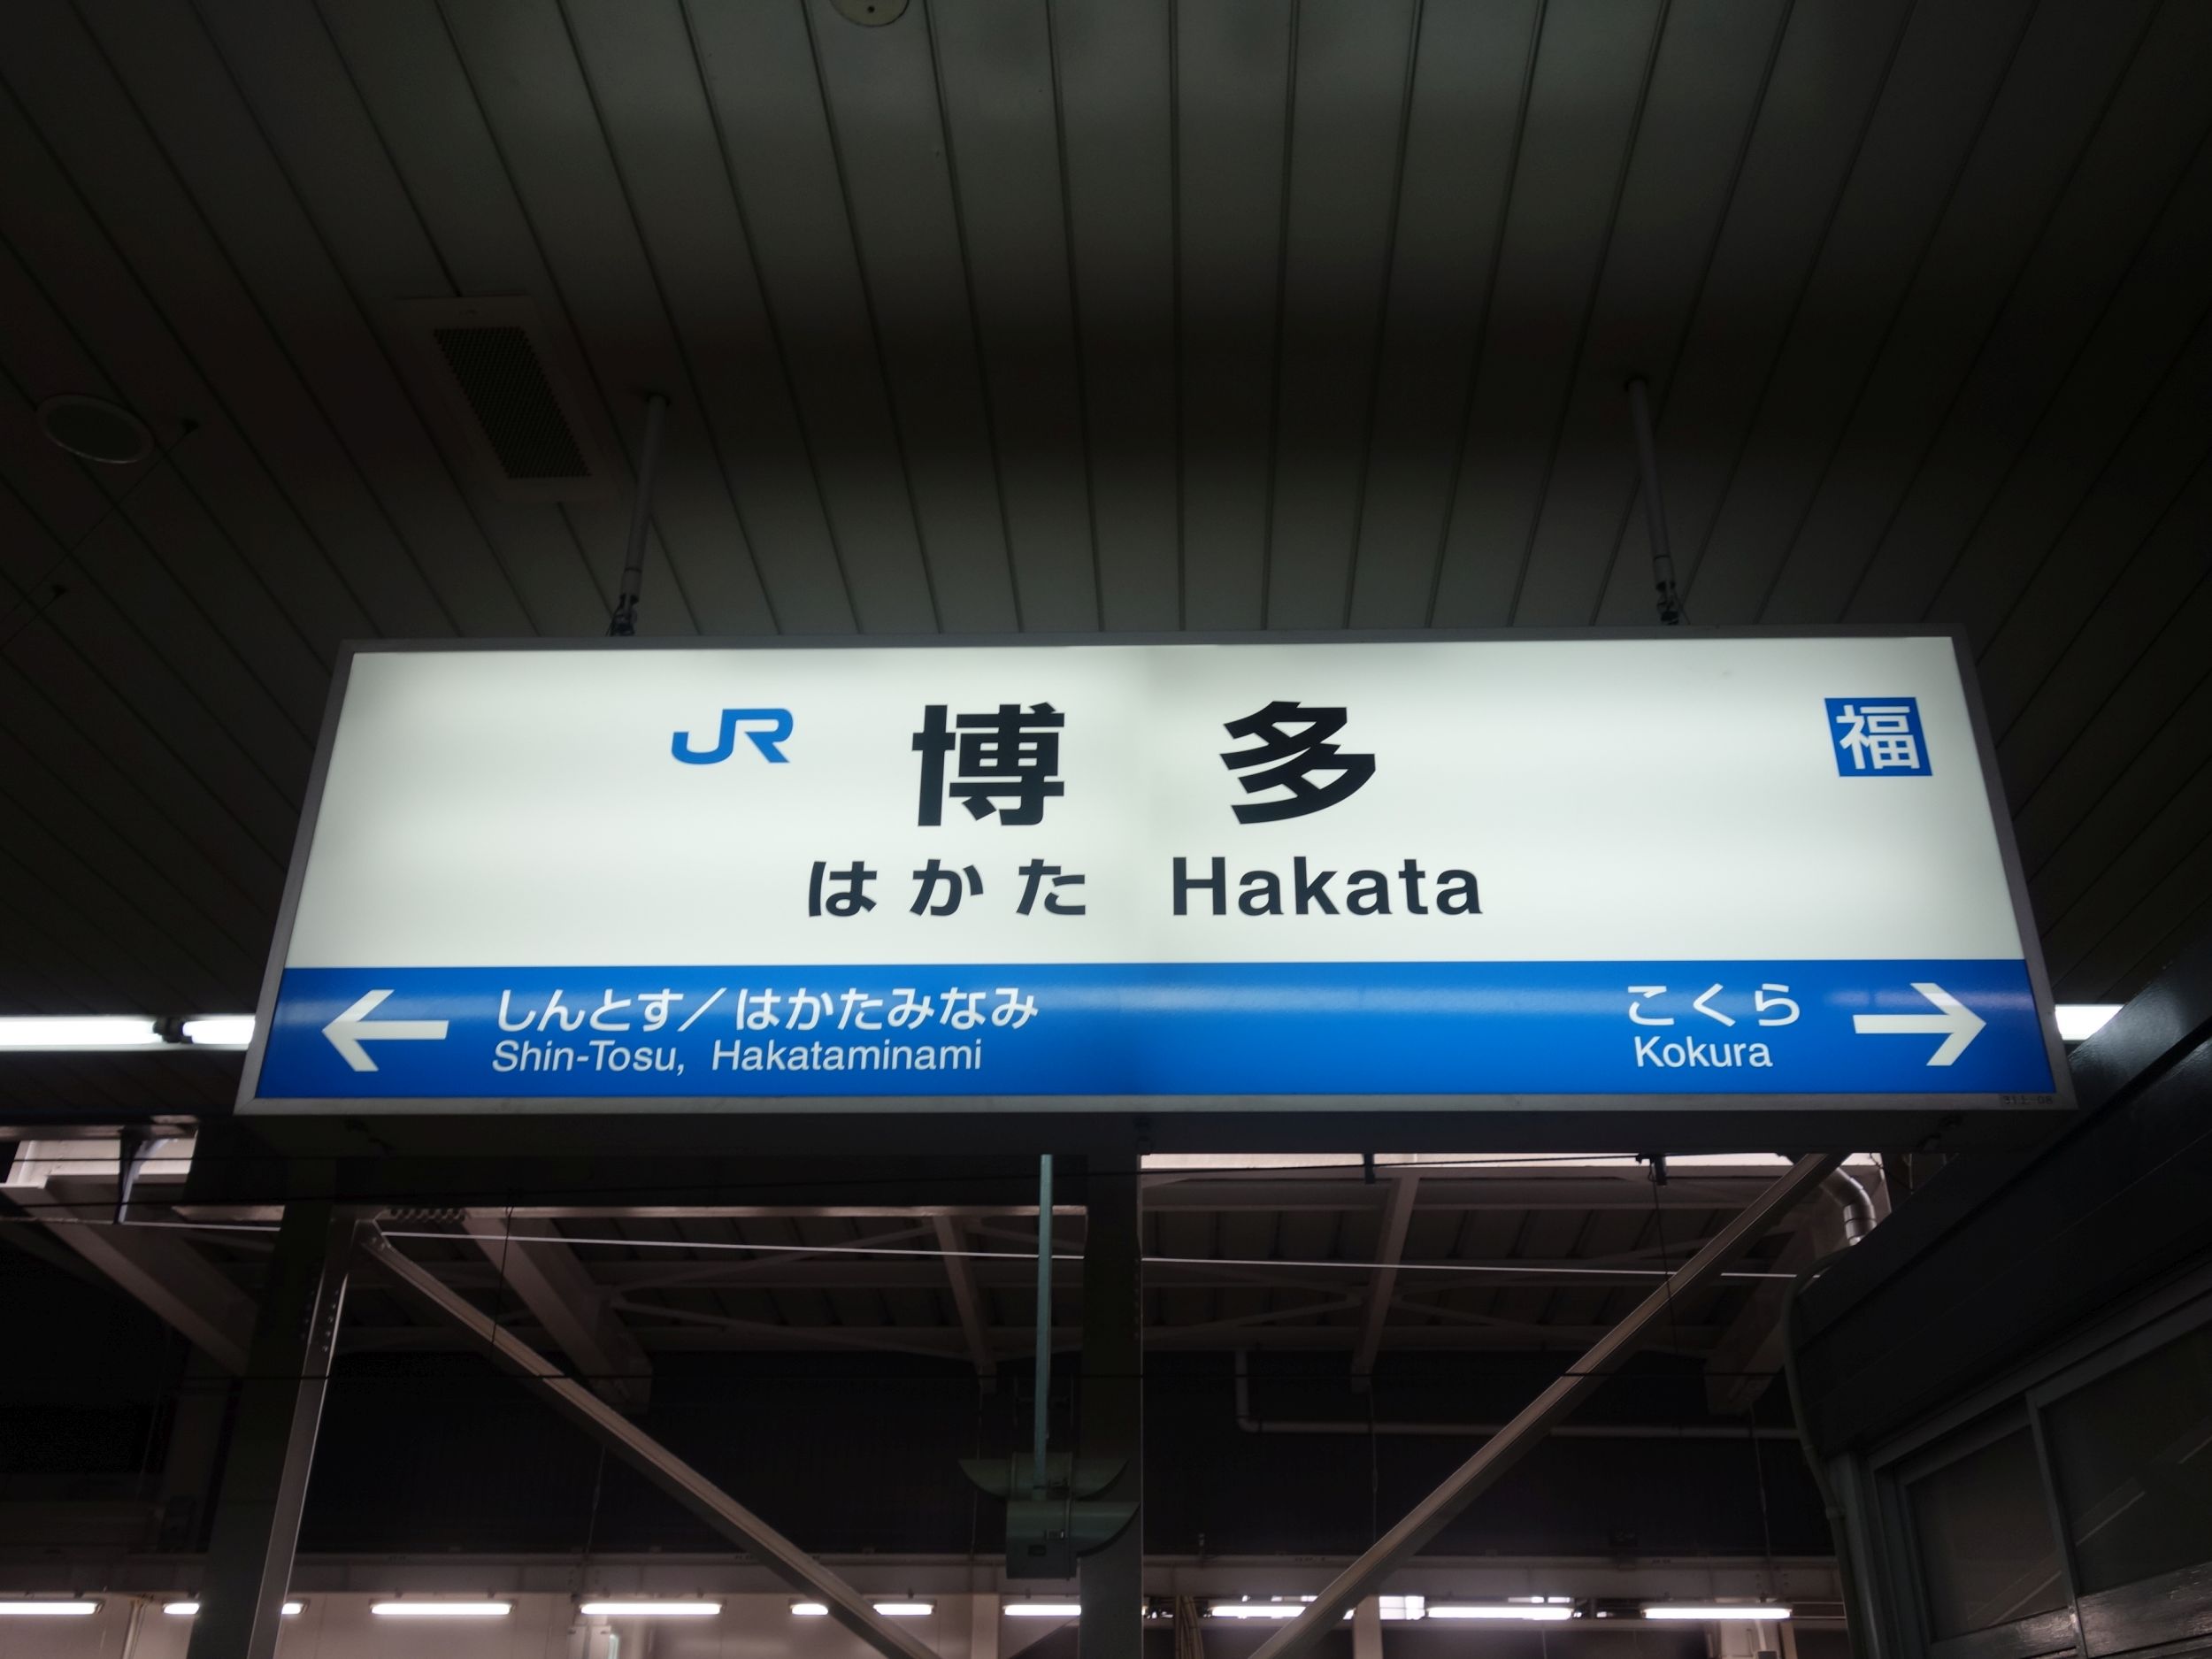 JR 博多 福
はかた Hakata
← しんとす／はかたみなみ こくら →
Shin-Tosu, Hakataminami Kokura